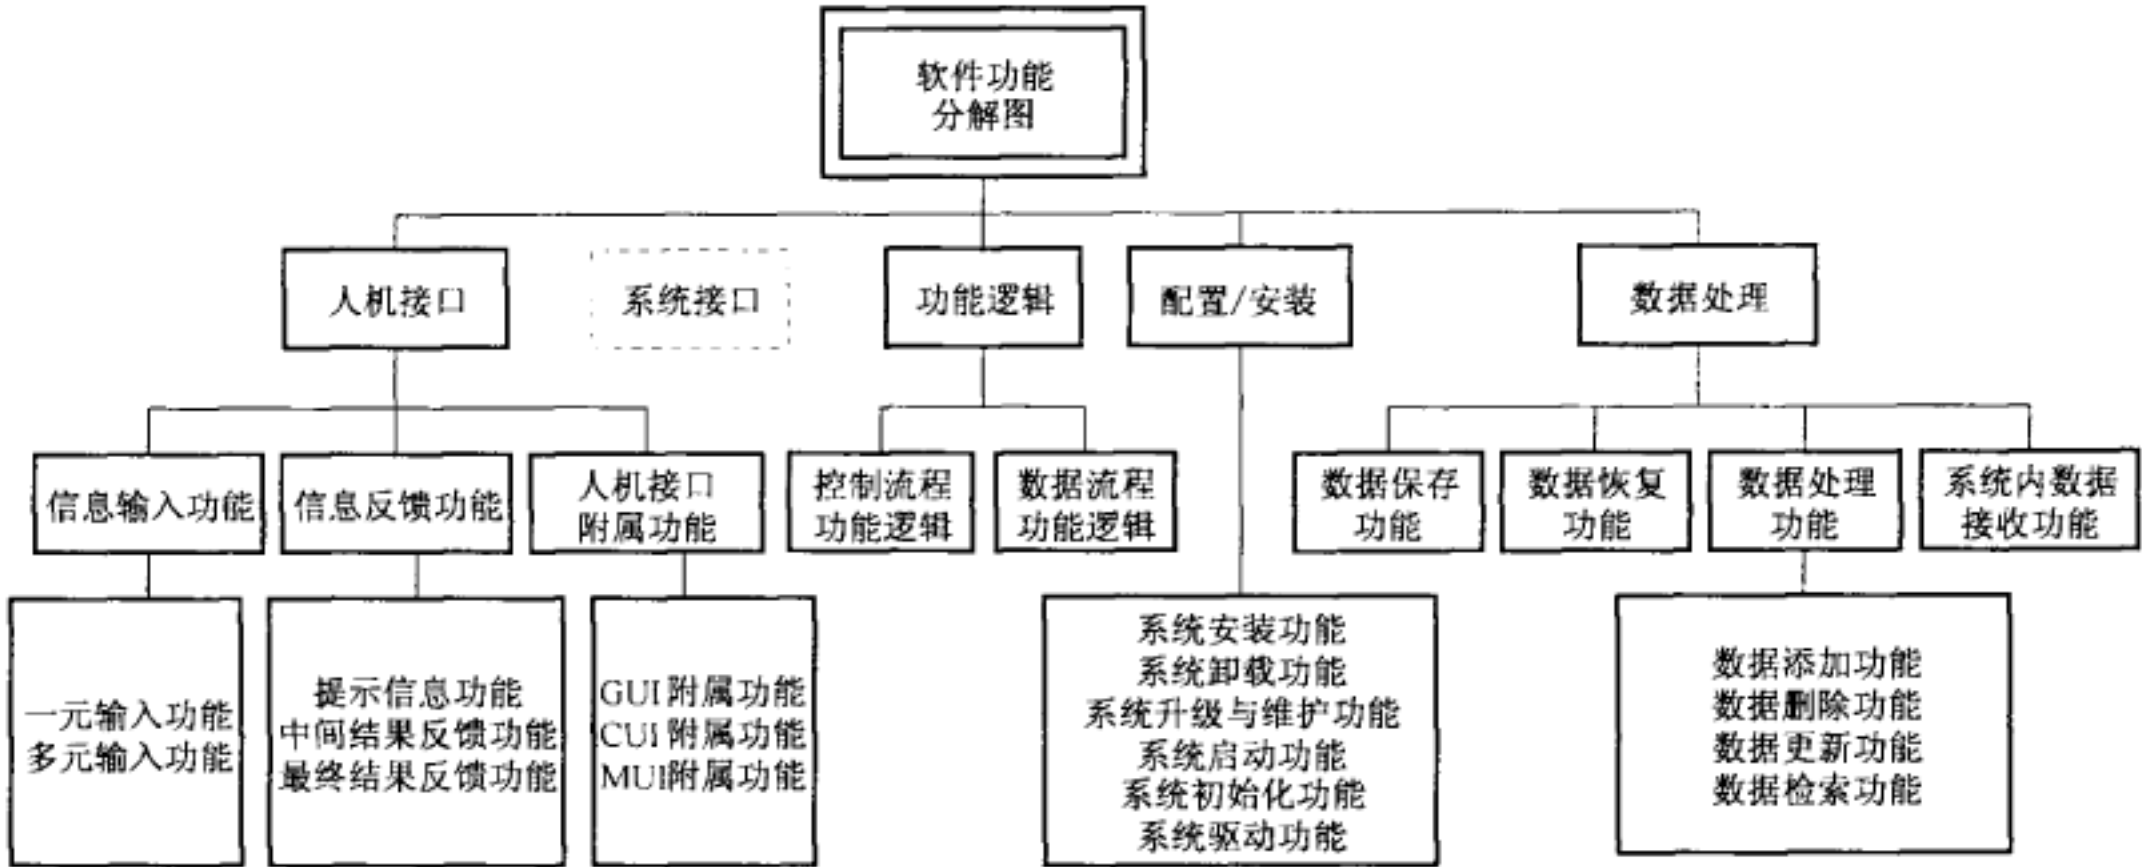 软件功能
分解图
人机接口
系统接口
功能逻辑
配置/安装
数据处理
信息输入功能
信息反馈功能
人机接口
附属功能
控制流程
功能逻辑
数据流程
功能逻辑
数据保存
功能
数据恢复
功能
数据处理
功能
系统内数据
接收功能
一元输入功能
多元输入功能
提示信息功能
中间结果反馈功能
最终结果反馈功能
GUI附属功能
CUI附属功能
MUI附属功能
系统安装功能
系统卸载功能
系统升级与维护功能
系统启动功能
系统初始化功能
系统驱动功能
数据添加功能
数据删除功能
数据更新功能
数据检索功能